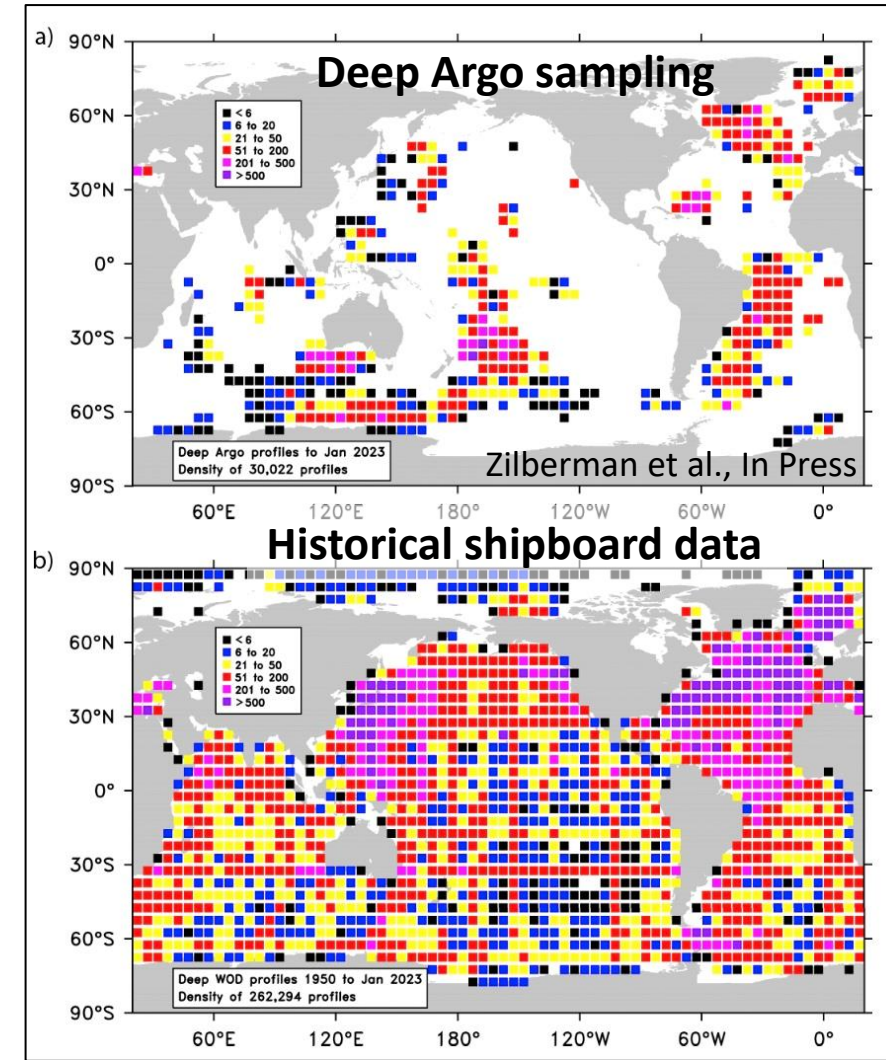 a)
Deep Argo sampling
90°N
60°N
30°N
0°
30°S
60°S
90°S
< 6
6 to 20
21 to 50
51 to 200
201 to 500
>500
Deep Argo profiles to Jan 2023
Density of 30,022 profiles
Zilberman et al., In Press
60°E 120°E 180° 120°W 60°W 0°
b)
Historical shipboard data
90°N
60°N
30°N
0°
30°S
60°S
90°S
< 6
6 to 20
21 to 50
51 to 200
201 to 500
>500
Deep WOD profiles 1950 to Jan 2023
Density of 262,294 profiles
60°E 120°E 180° 120°W 60°W 0°